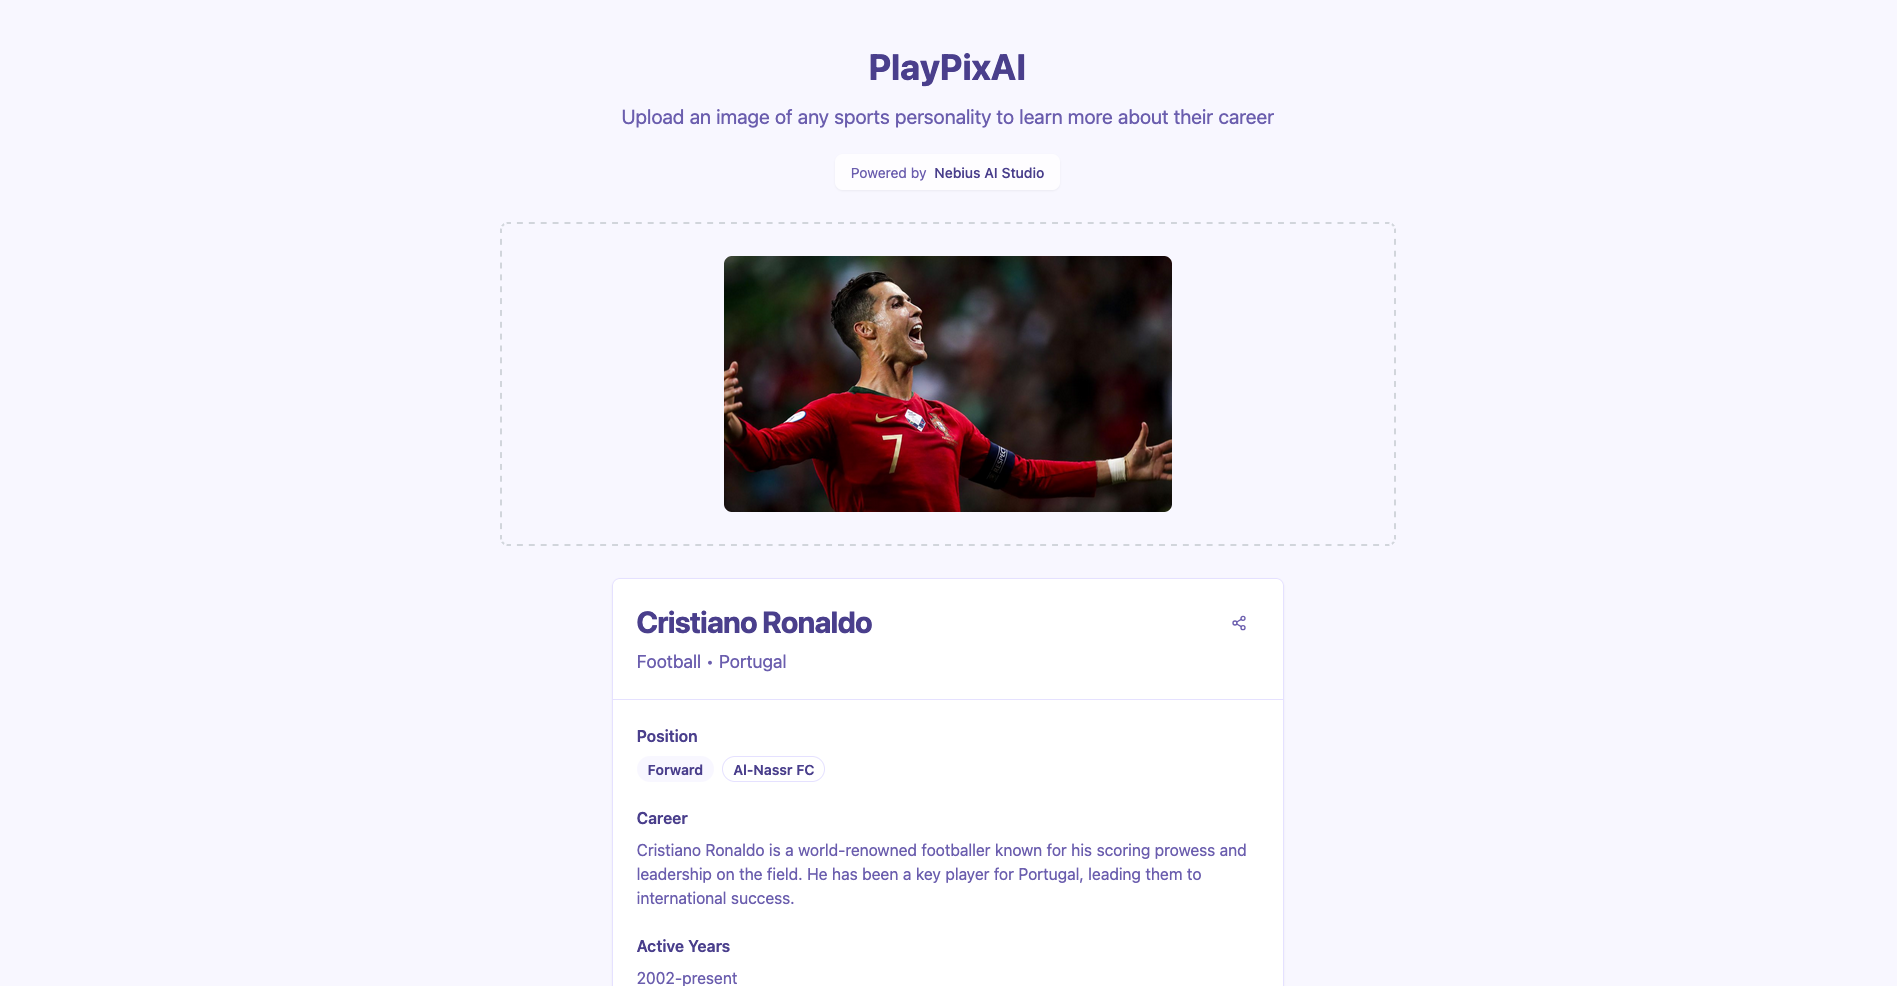 PlayPixAI
Upload an image of any sports personality to learn more about their career
Powered by Nebius AI Studio
7
RESPECT
Cristiano Ronaldo
Football • Portugal
Position
Forward Al-Nassr FC
Career
Cristiano Ronaldo is a world-renowned footballer known for his scoring prowess and
leadership on the field. He has been a key player for Portugal, leading them to
international success.
Active Years
2002-present